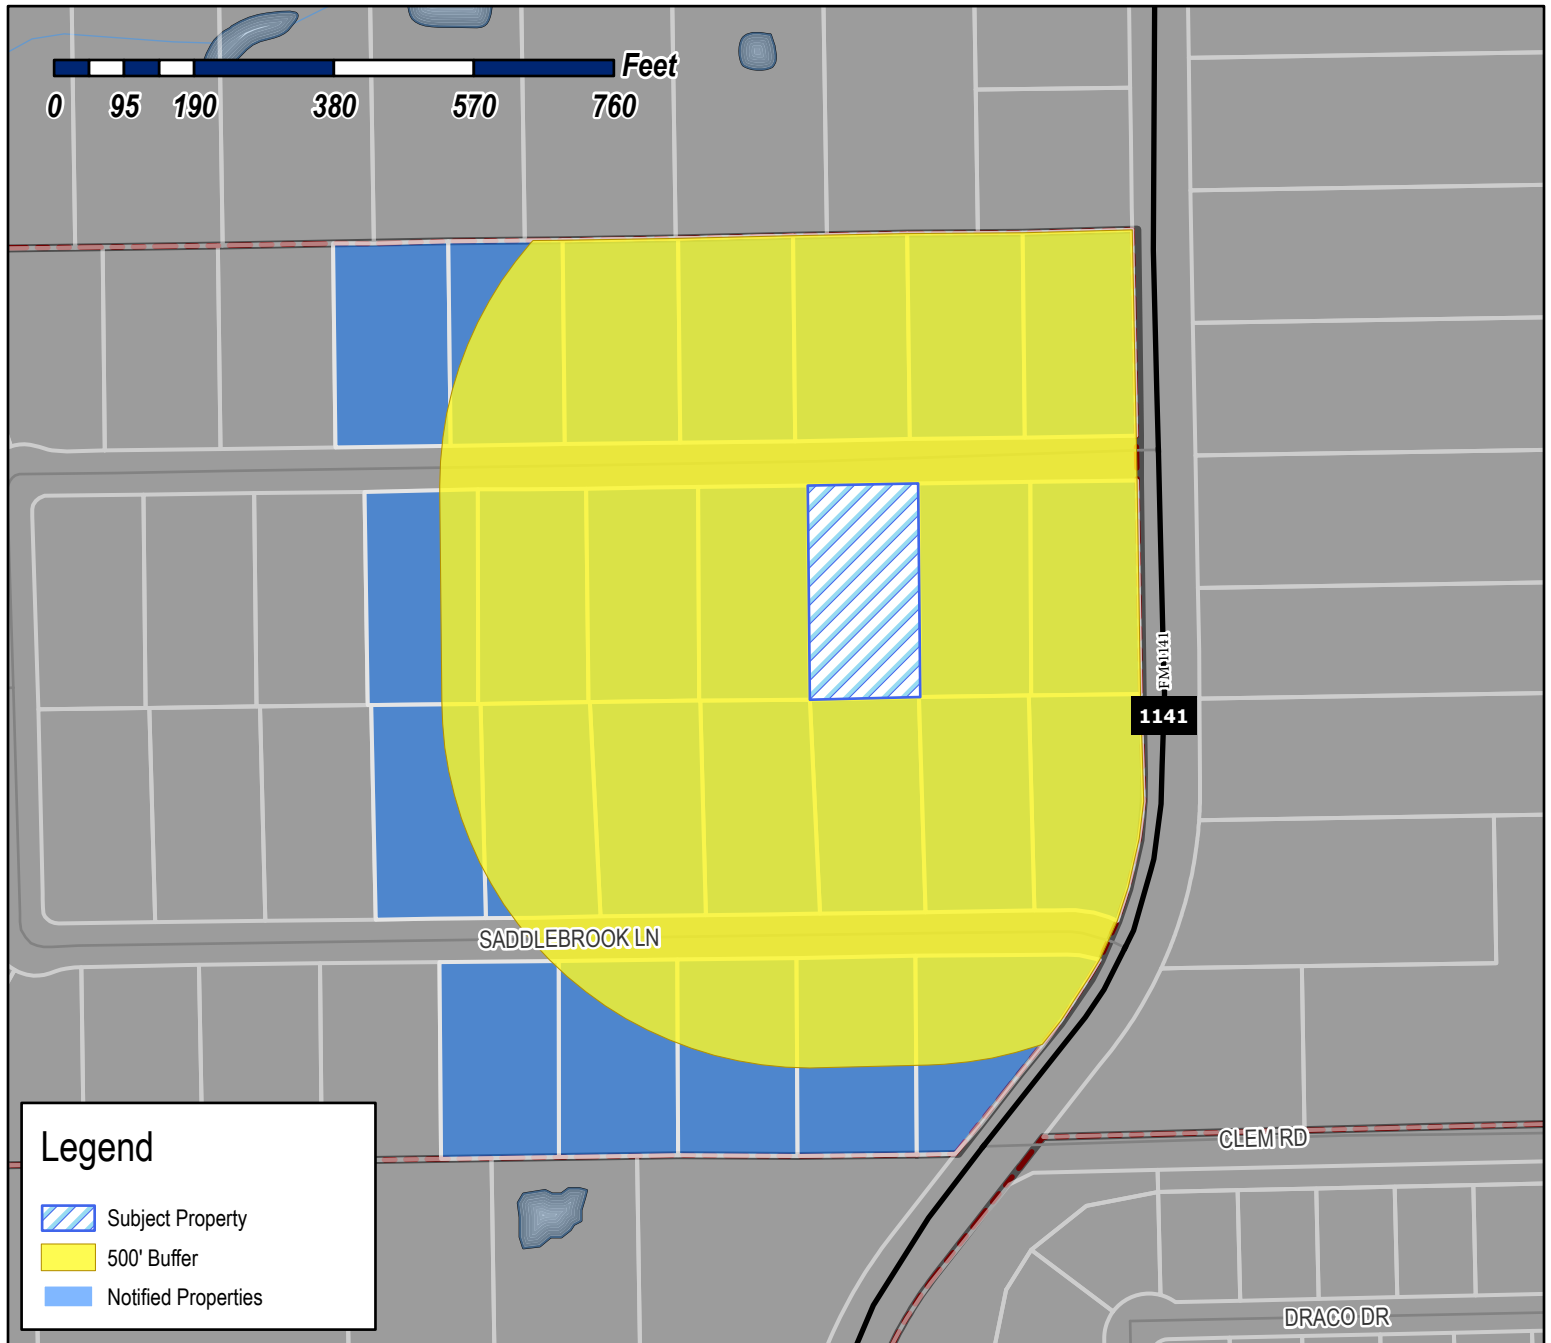 Feet
0 95 190 380 570 760
FM 1141
1141
SADDLEBROOK LN
CLEM RD
DRACO DR
Legend
Subject Property
500' Buffer
Notified Properties